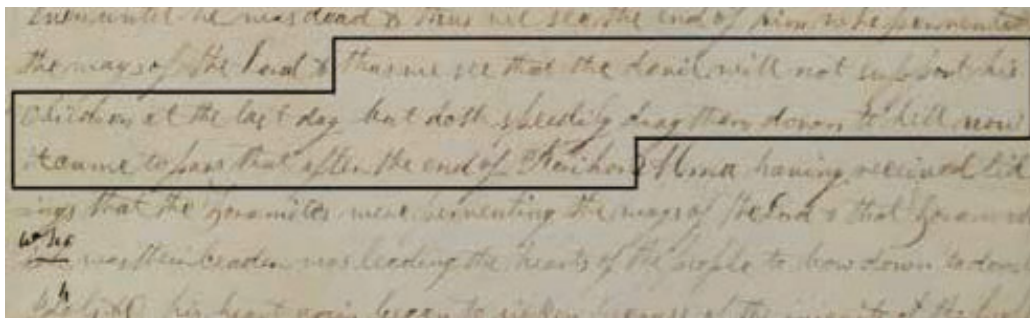 even until he was dead & thus we see the end of him who perverteth
the ways of the Lord & thus we see that the devil will not support his
children at the last day but doth speedily drag them down to hell now
it came to pass that after the end of Korihor Alma having received tid
ings that the Zoramites were perverting the ways of the Lord & that Zoram
who was their leader was leading the hearts of the people to bow down to dumb
his heart again began to sicken because of the iniquity of the